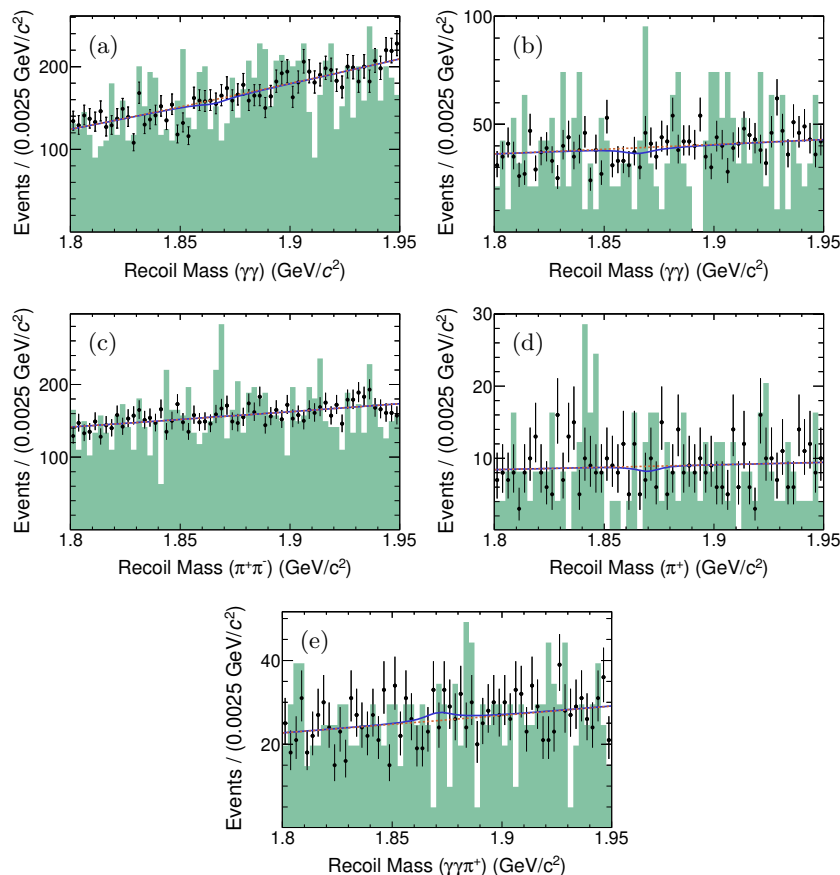 (a)
Events / (0.0025 GeV/c²)
200
100
1.8 1.85 1.9 1.95
Recoil Mass (γγ) (GeV/c²)
(b)
Events / (0.0025 GeV/c²)
100
50
0
1.8 1.85 1.9 1.95
Recoil Mass (γγ) (GeV/c²)
(c)
Events / (0.0025 GeV/c²)
200
100
1.8 1.85 1.9 1.95
Recoil Mass (π⁺π⁻) (GeV/c²)
(d)
Events / (0.0025 GeV/c²)
30
20
10
1.8 1.85 1.9 1.95
Recoil Mass (π⁺) (GeV/c²)
(e)
Events / (0.0025 GeV/c²)
40
20
1.8 1.85 1.9 1.95
Recoil Mass (γγπ⁺) (GeV/c²)